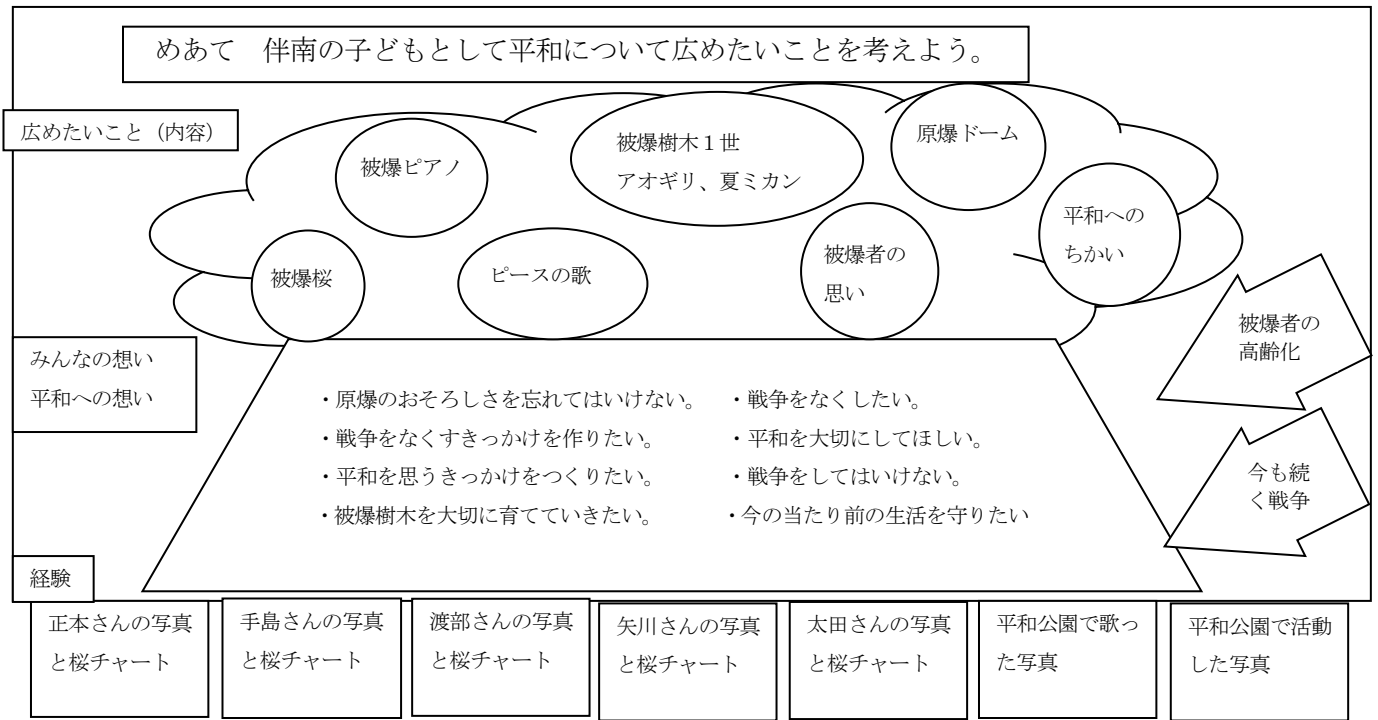 めあて　伴南の子どもとして平和について広めたいことを考えよう。
広めたいこと（内容）
被爆ピアノ
被爆樹木１世
アオギリ、夏ミカン
原爆ドーム
平和への
ちかい
被爆桜
ピースの歌
被爆者の
思い
被爆者の
高齢化
みんなの想い
平和への想い
・原爆のおそろしさを忘れてはいけない。　・戦争をなくしたい。
・戦争をなくすきっかけを作りたい。　・平和を大切にしてほしい。
・平和を思うきっかけをつくりたい。　・戦争をしてはいけない。
・被爆樹木を大切に育てていきたい。　・今の当たり前の生活を守りたい
今も続
く戦争
経験
正本さんの写真
と桜チャート
手島さんの写真
と桜チャート
渡部さんの写真
と桜チャート
矢川さんの写真
と桜チャート
太田さんの写真
と桜チャート
平和公園で歌っ
た写真
平和公園で活動
した写真